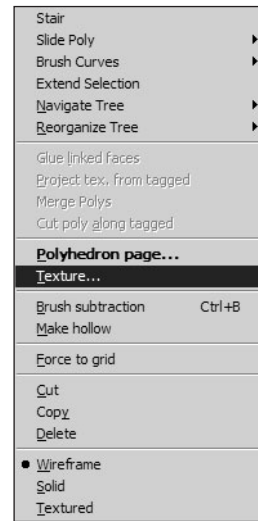 Stair
Slide Poly
Brush Curves
Extend Selection
Navigate Tree
Reorganize Tree
Glue linked faces
Project tex. from tagged
Merge Polys
Cut poly along tagged
Polyhedron page...
Texture...
Brush subtraction Ctrl+B
Make hollow
Force to grid
Cut
Copy
Delete
Wireframe
Solid
Textured